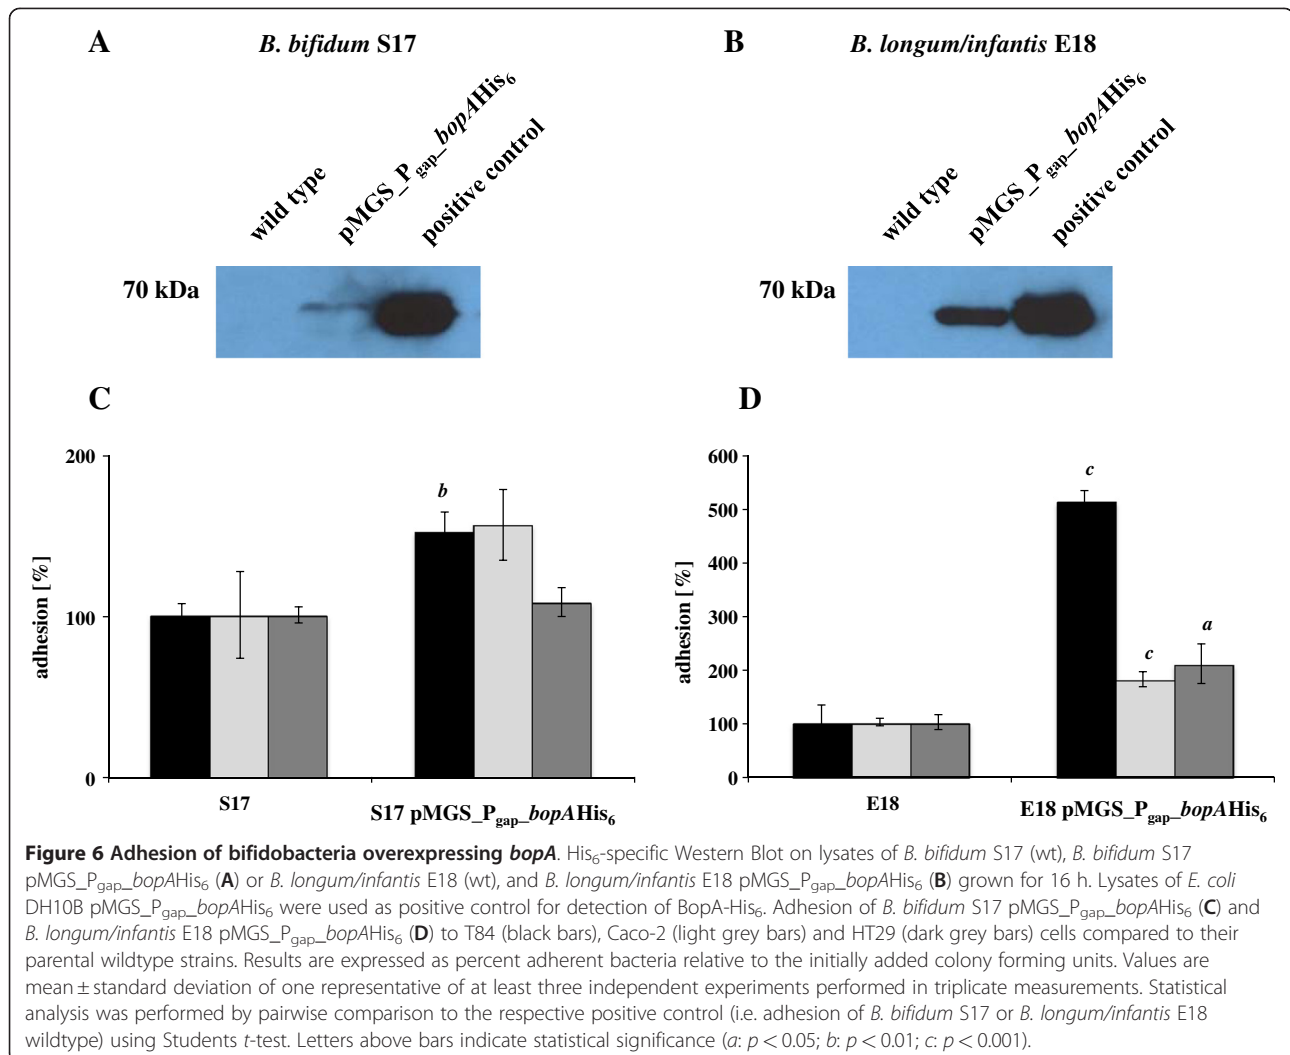 A
B. bifidum S17
wild type
pMGS_Pgap_bopAHis6
positive control
70 kDa
B
B. longum/infantis E18
wild type
pMGS_Pgap_bopAHis6
positive control
70 kDa
C
adhesion [%]
200
100
0
b
S17
S17 pMGS_Pgap_bopAHis6
D
adhesion [%]
600
500
400
300
200
100
0
c
c
a
E18
E18 pMGS_Pgap_bopAHis6
Figure 6 Adhesion of bifidobacteria overexpressing bopA. His6-specific Western Blot on lysates of B. bifidum S17 (wt), B. bifidum S17
pMGS_Pgap_bopAHis6 (A) or B. longum/infantis E18 (wt), and B. longum/infantis E18 pMGS_Pgap_bopAHis6 (B) grown for 16 h. Lysates of E. coli
DH10B pMGS_Pgap_bopAHis6 were used as positive control for detection of BopA-His6. Adhesion of B. bifidum S17 pMGS_Pgap_bopAHis6 (C) and
B. longum/infantis E18 pMGS_Pgap_bopAHis6 (D) to T84 (black bars), Caco-2 (light grey bars) and HT29 (dark grey bars) cells compared to their
parental wildtype strains. Results are expressed as percent adherent bacteria relative to the initially added colony forming units. Values are
mean ± standard deviation of one representative of at least three independent experiments performed in triplicate measurements. Statistical
analysis was performed by pairwise comparison to the respective positive control (i.e. adhesion of B. bifidum S17 or B. longum/infantis E18
wildtype) using Students t-test. Letters above bars indicate statistical significance (a: p < 0.05; b: p < 0.01; c: p < 0.001).